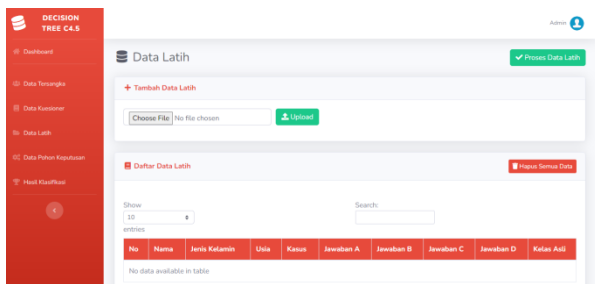 DECISION
TREE C4.5
Admin
Dashboard
Data Latih
Proses Data Latih
Data Tersangka
Tambah Data Latih
Data Kuesioner
Choose File No file chosen
Upload
Data Latih
Data Pohon Keputusan
Daftar Data Latih
Hapus Semua Data
Hasil Klasifikasi
Show
10
entries
Search:
No Nama Jenis Kelamin Usia Kasus Jawaban A Jawaban B Jawaban C Jawaban D Kelas Asli
No data available in table